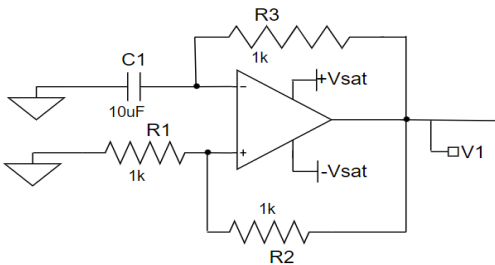 R3
C1
1k
-
+Vsat
10uF
R1
V1
+
-Vsat
1k
1k
R2